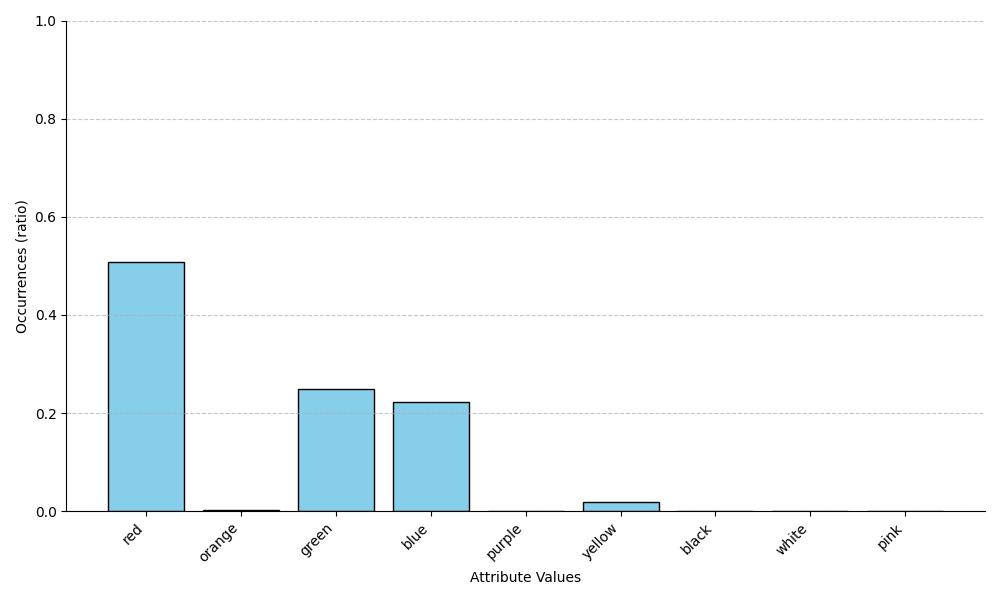 1.0
0.8
0.6
0.4
0.2
0.0
Occurrences (ratio)
red
orange
green
blue
purple
yellow
black
white
pink
Attribute Values